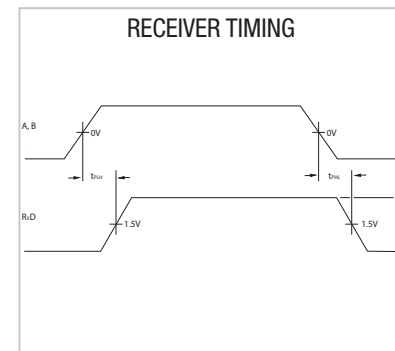 RECEIVER TIMING
A, B
0V
0V
tPLH
tPHL
RxD
1.5V
1.5V